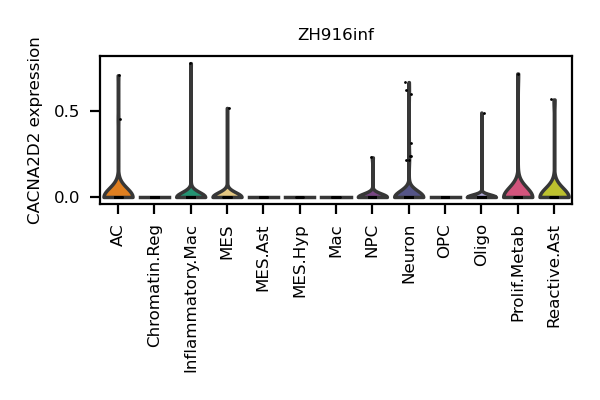 ZH916inf
CACNA2D2 expression
0.5
0.0
AC
Chromatin.Reg
Inflammatory.Mac
MES
MES.Ast
MES.Hyp
Mac
NPC
Neuron
OPC
Oligo
Prolif.Metab
Reactive.Ast